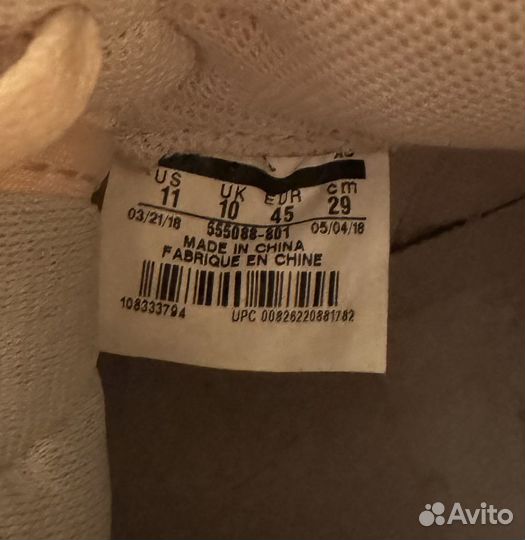 US UK EUR cm
11 10 45 29
03/21/18 555088-801 05/04/18
MADE IN CHINA
FABRIQUE EN CHINE
108333794 UPC 00826220881782
Avito